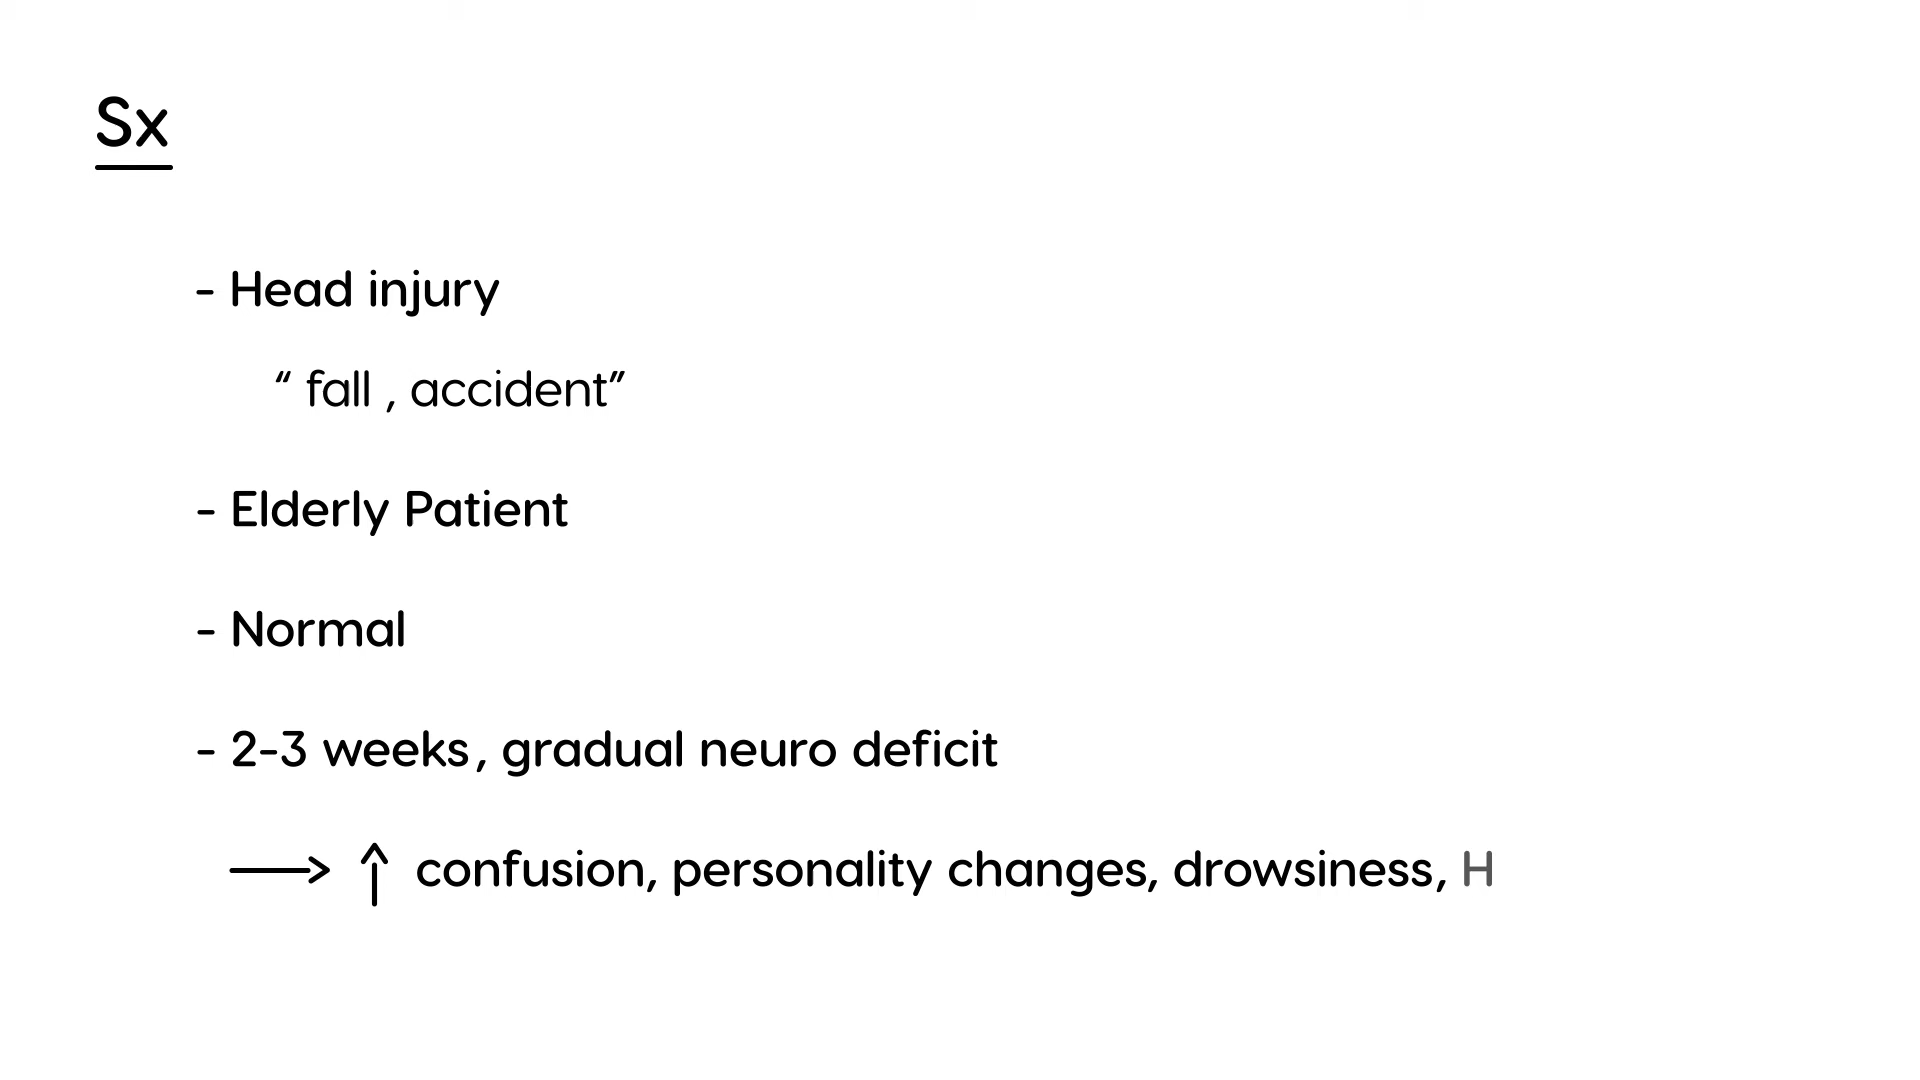 Sx
- Head injury
“ fall , accident”
- Elderly Patient
- Normal
- 2-3 weeks, gradual neuro deficit
→ ↑ confusion, personality changes, drowsiness, H